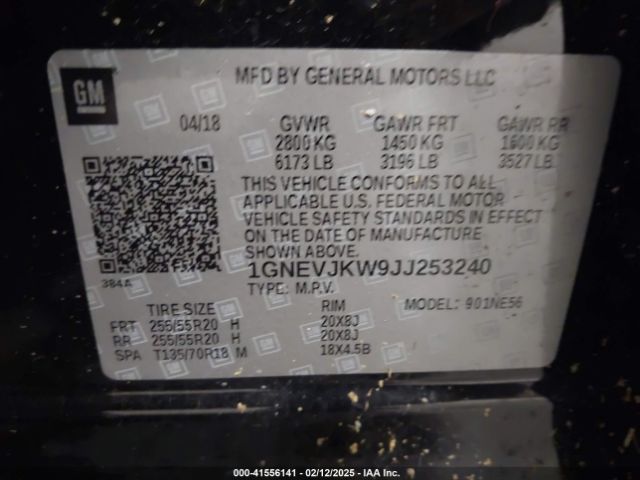 GM
MFD BY GENERAL MOTORS LLC
04/18 GVWR GAWR FRT GAWR RR
2800 KG 1450 KG 1600 KG
6173 LB 3196 LB 3527 LB
THIS VEHICLE CONFORMS TO ALL
APPLICABLE U.S. FEDERAL MOTOR
VEHICLE SAFETY STANDARDS IN EFFECT
ON THE DATE OF MANUFACTURE
SHOWN ABOVE.
384A 1GNEVJKW9JJ253240
TYPE: M.P.V.
TIRE SIZE RIM MODEL: 901NE56
FRT 255/55R20 H 20X8J
RR 255/55R20 H 20X8J
SPA T135/70R18 M 18X4.5B
000-41556141 - 02/12/2025 - IAA Inc.